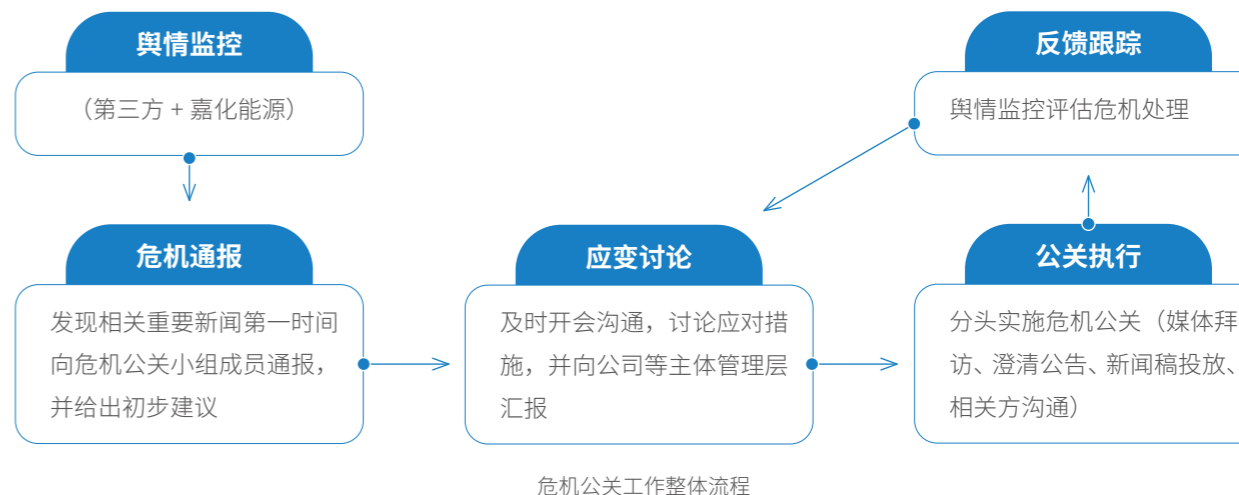 舆情监控
（第三方 + 嘉化能源）
危机通报
发现相关重要新闻第一时间
向危机公关小组成员通报，
并给出初步建议
应变讨论
及时开会沟通，讨论应对措
施，并向公司等主体管理层
汇报
公关执行
分头实施危机公关（媒体拜
访、澄清公告、新闻稿投放、
相关方沟通）
反馈跟踪
舆情监控评估危机处理
危机公关工作整体流程